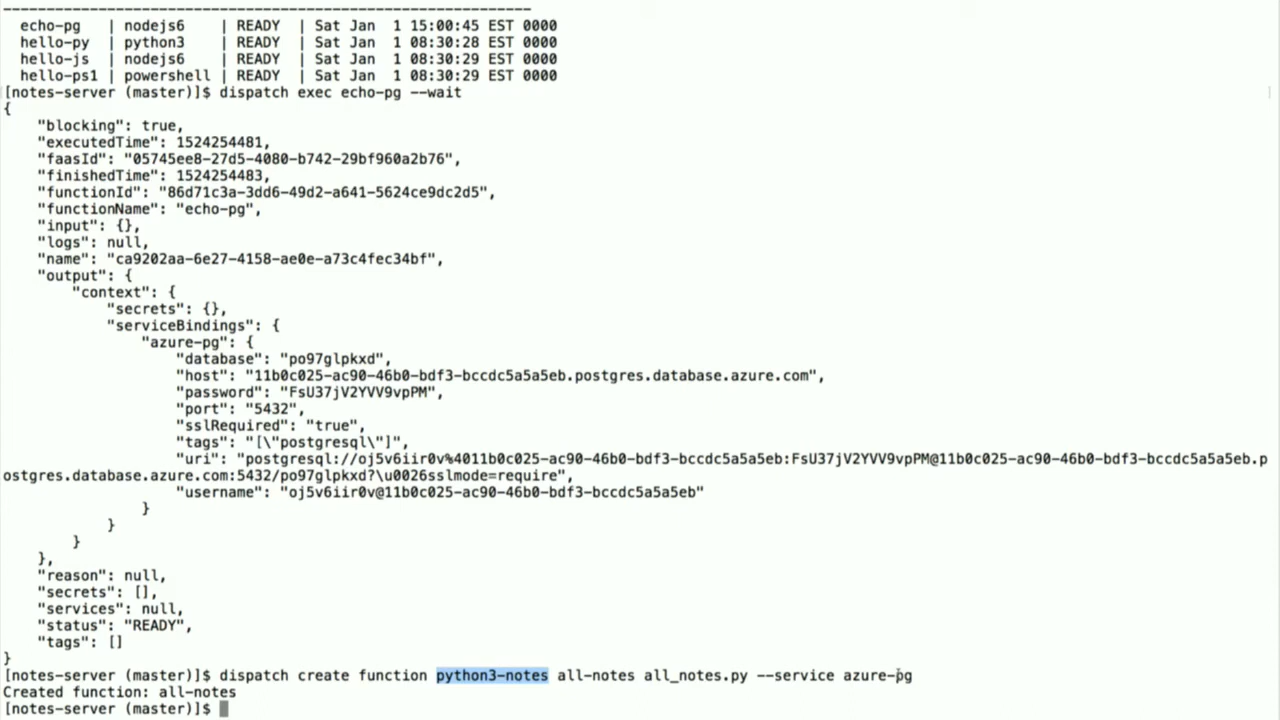 echo-pg   | nodejs6    | READY  | Sat Jan  1 15:00:45 EST 0000
hello-py  | python3    | READY  | Sat Jan  1 08:30:28 EST 0000
hello-js  | nodejs6    | READY  | Sat Jan  1 08:30:29 EST 0000
hello-ps1 | powershell | READY  | Sat Jan  1 08:30:29 EST 0000
[notes-server (master)]$ dispatch exec echo-pg --wait
{
    "blocking": true,
    "executedTime": 1524254481,
    "faasId": "05745ee8-27d5-4080-b742-29bf960a2b76",
    "finishedTime": 1524254483,
    "functionId": "86d71c3a-3dd6-49d2-a641-5624ce9dc2d5",
    "functionName": "echo-pg",
    "input": {},
    "logs": null,
    "name": "ca9202aa-6e27-4158-ae0e-a73c4fec34bf",
    "output": {
        "context": {
            "secrets": {},
            "serviceBindings": {
                "azure-pg": {
                    "database": "po97glpkxd",
                    "host": "11b0c025-ac90-46b0-bdf3-bccdc5a5a5eb.postgres.database.azure.com",
                    "password": "FsU37jV2YVV9vpPM",
                    "port": "5432",
                    "sslRequired": "true",
                    "tags": "[\"postgresql\"]",
                    "uri": "postgresql://oj5v6iir0v%4011b0c025-ac90-46b0-bdf3-bccdc5a5a5eb:FsU37jV2YVV9vpPM@11b0c025-ac90-46b0-bdf3-bccdc5a5a5eb.p
ostgres.database.azure.com:5432/po97glpkxd?\u0026sslmode=require",
                    "username": "oj5v6iir0v@11b0c025-ac90-46b0-bdf3-bccdc5a5a5eb"
                }
            }
        }
    },
    "reason": null,
    "secrets": [],
    "services": null,
    "status": "READY",
    "tags": []
}
[notes-server (master)]$ dispatch create function python3-notes all-notes all_notes.py --service azure-pg
Created function: all-notes
[notes-server (master)]$